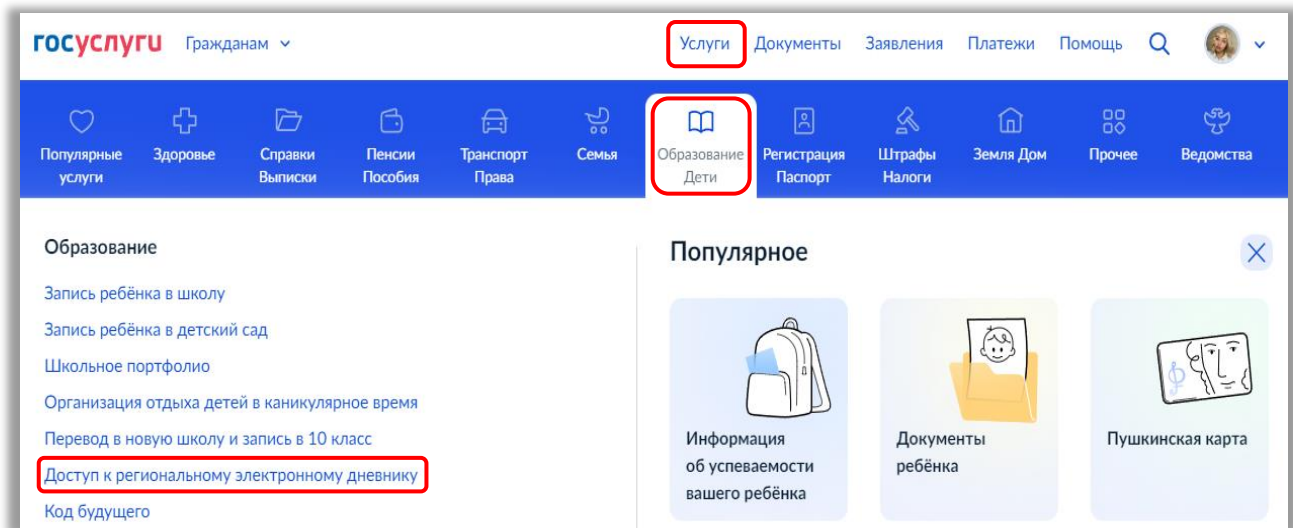 госуслуги Гражданам Услуги Документы Заявления Платежи Помощь
Популярные услуги
Здоровье
Справки Выписки
Пенсии Пособия
Транспорт Права
Семья
Образование Дети
Регистрация Паспорт
Штрафы Налоги
Земля Дом
Прочее
Ведомства
Образование
Запись ребёнка в школу
Запись ребёнка в детский сад
Школьное портфолио
Организация отдыха детей в каникулярное время
Перевод в новую школу и запись в 10 класс
Доступ к региональному электронному дневнику
Код будущего
Популярное
Информация
об успеваемости
вашего ребёнка
Документы
ребёнка
Пушкинская карта